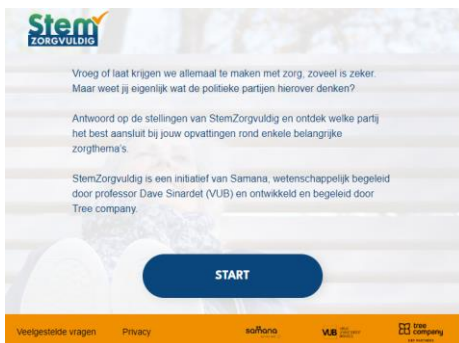 Stem
ZORGVULDIG
Vroeg of laat krijgen we allemaal te maken met zorg, zoveel is zeker.
Maar weet jij eigenlijk wat de politieke partijen hierover denken?
Antwoord op de stellingen van StemZorgvuldig en ontdek welke partij
het best aansluit bij jouw opvattingen rond enkele belangrijke
zorgthema's.
StemZorgvuldig is een initiatief van Samana, wetenschappelijk begeleid
door professor Dave Sinardet (VUB) en ontwikkeld en begeleid door
Tree company.
START
Veelgestelde vragen Privacy samana VUB tree
company